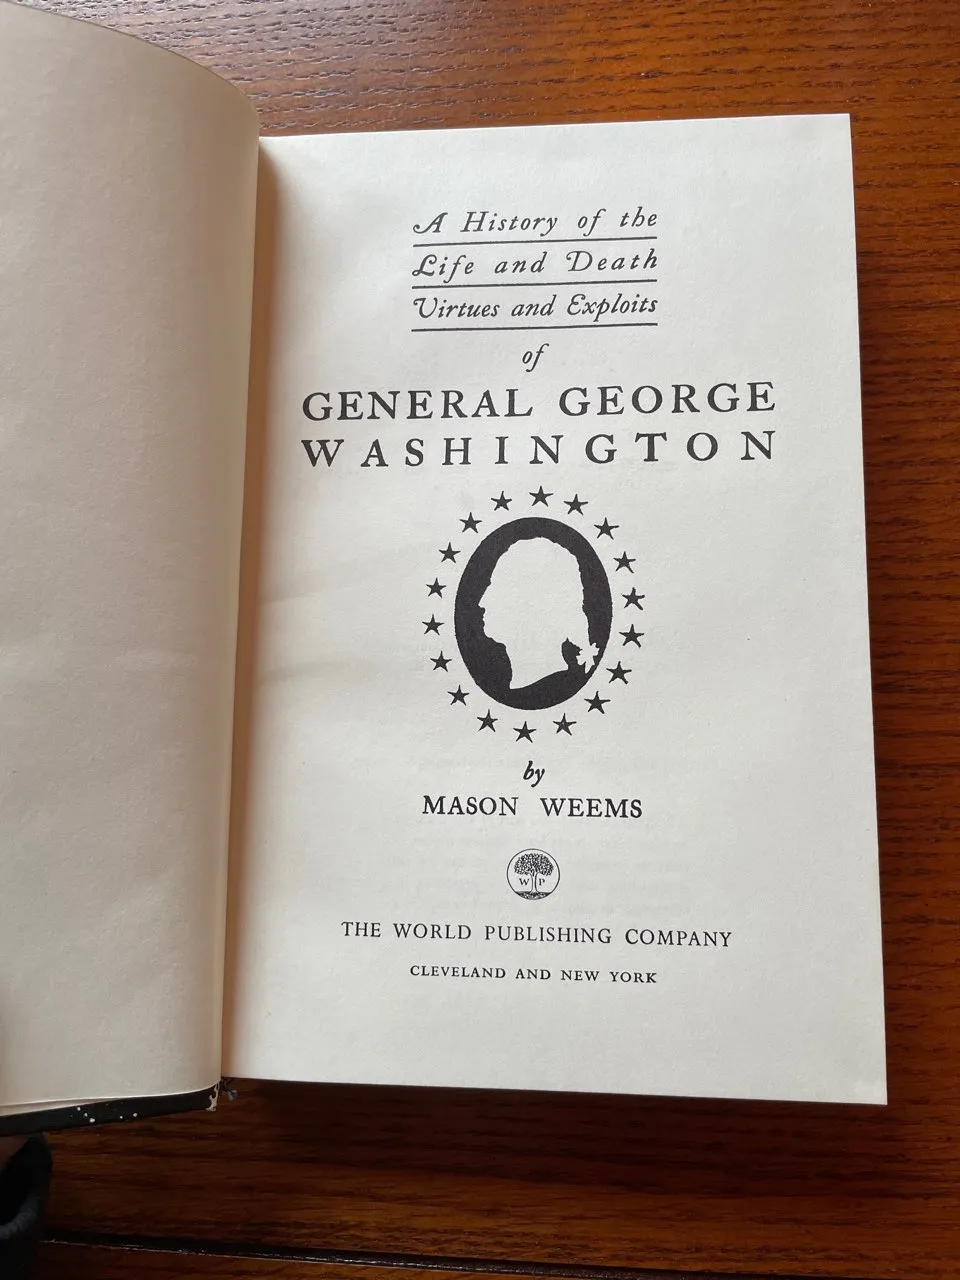 A History of the
Life and Death
Virtues and Exploits
of
GENERAL GEORGE
WASHINGTON
by
MASON WEEMS
W P
THE WORLD PUBLISHING COMPANY
CLEVELAND AND NEW YORK